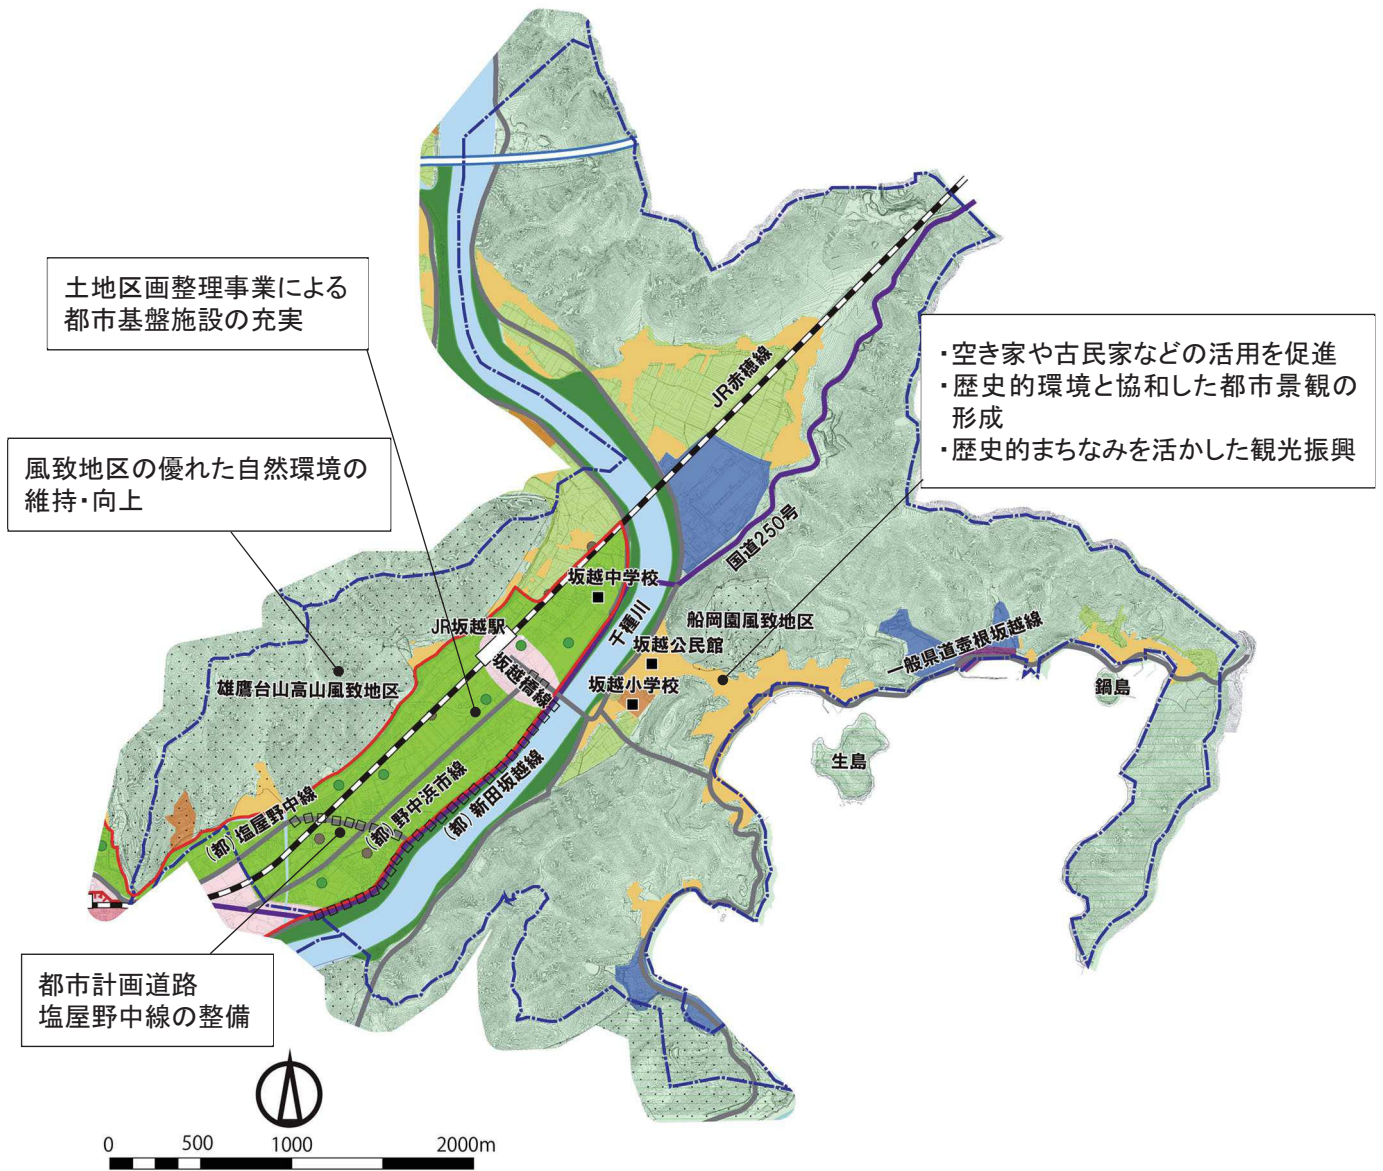 土地区画整理事業による
都市基盤施設の充実
・空き家や古民家などの活用を促進
・歴史的環境と協和した都市景観の
形成
・歴史的まちなみを活かした観光振興
風致地区の優れた自然環境の
維持・向上
JR赤穂線
国道250号
坂越中学校
千種川
船岡園風致地区
JR坂越駅
坂越公民館
一般県道壺根坂越線
坂越橋線
坂越小学校
雄鷹台山高山風致地区
鍋島
生島
(都)塩屋野中線
(都)野中浜市線
(都)新田坂越線
都市計画道路
塩屋野中線の整備
0 500 1000 2000m